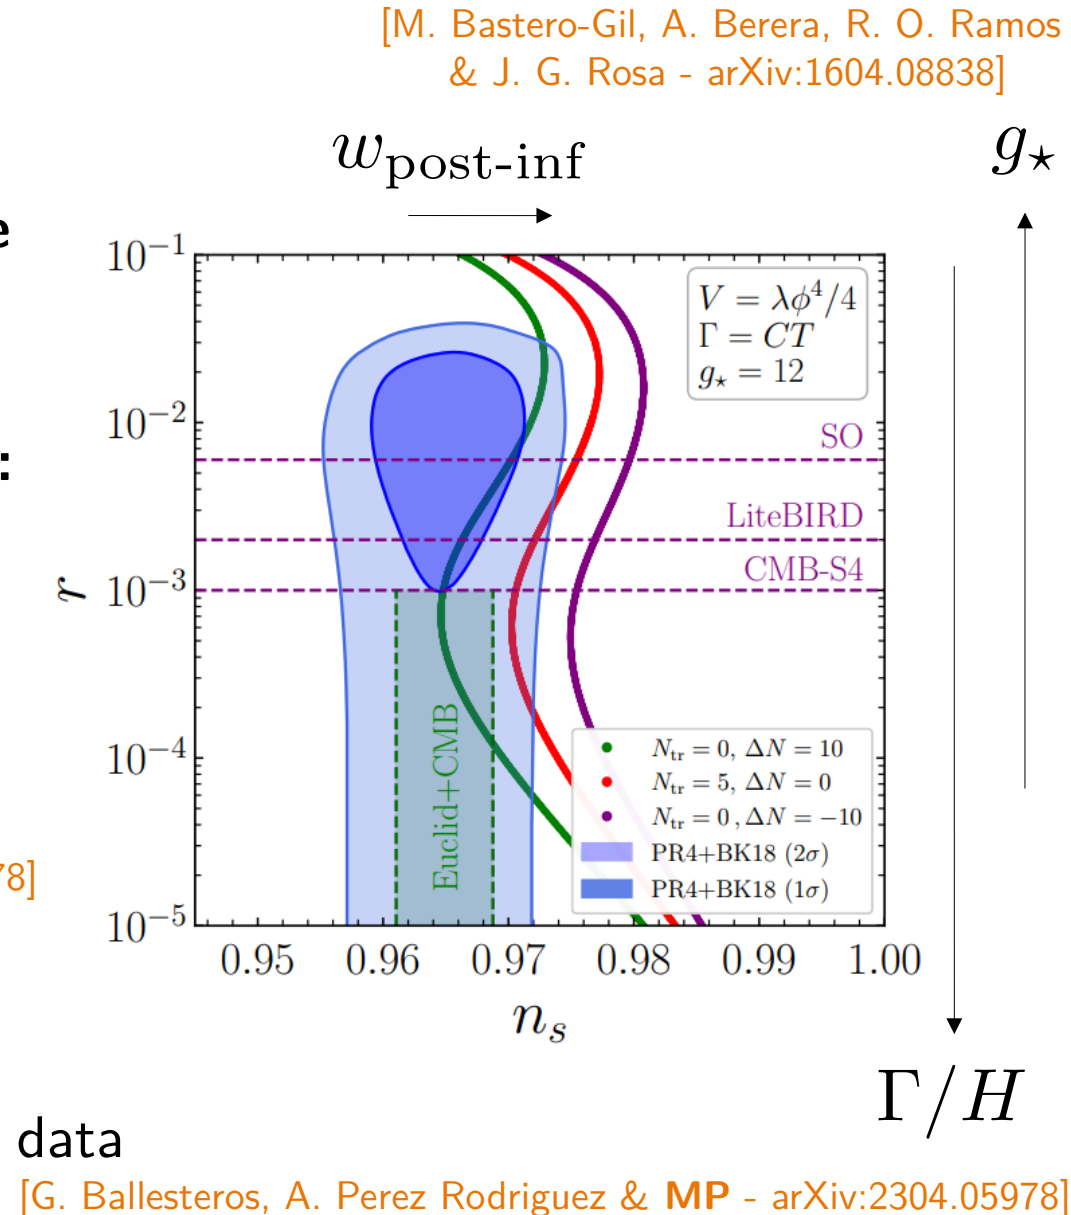 [M. Bastero-Gil, A. Berera, R. O. Ramos
& J. G. Rosa - arXiv:1604.08838]
w_post-inf
g⋆
e
:
78]
10⁻¹
10⁻²
10⁻³
10⁻⁴
10⁻⁵
r
V = λϕ⁴/4
Γ = CT
g⋆ = 12
SO
LiteBIRD
CMB-S4
Euclid+CMB
N_tr = 0, ΔN = 10
N_tr = 5, ΔN = 0
N_tr = 0 , ΔN = −10
PR4+BK18 (2σ)
PR4+BK18 (1σ)
0.95 0.96 0.97 0.98 0.99 1.00
n_s
Γ/H
data
[G. Ballesteros, A. Perez Rodriguez & MP - arXiv:2304.05978]